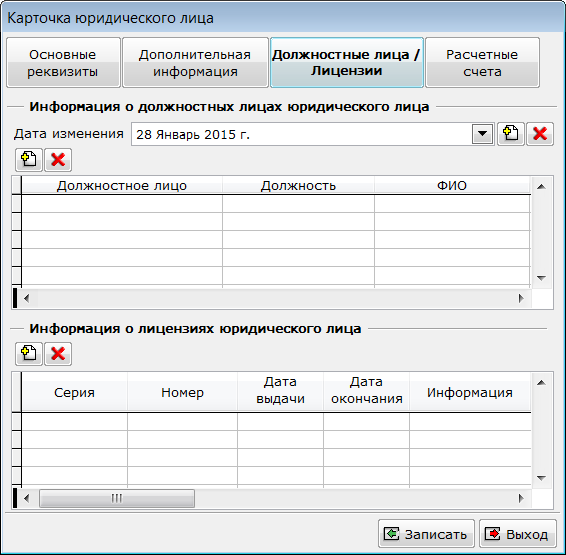 Карточка юридического лица
Основные реквизиты
Дополнительная информация
Должностные лица / Лицензии
Расчетные счета
Информация о должностных лицах юридического лица
Дата изменения 28 Январь 2015 г.
Должностное лицо Должность ФИО
Информация о лицензиях юридического лица
Серия Номер Дата выдачи Дата окончания Информация
Записать Выход